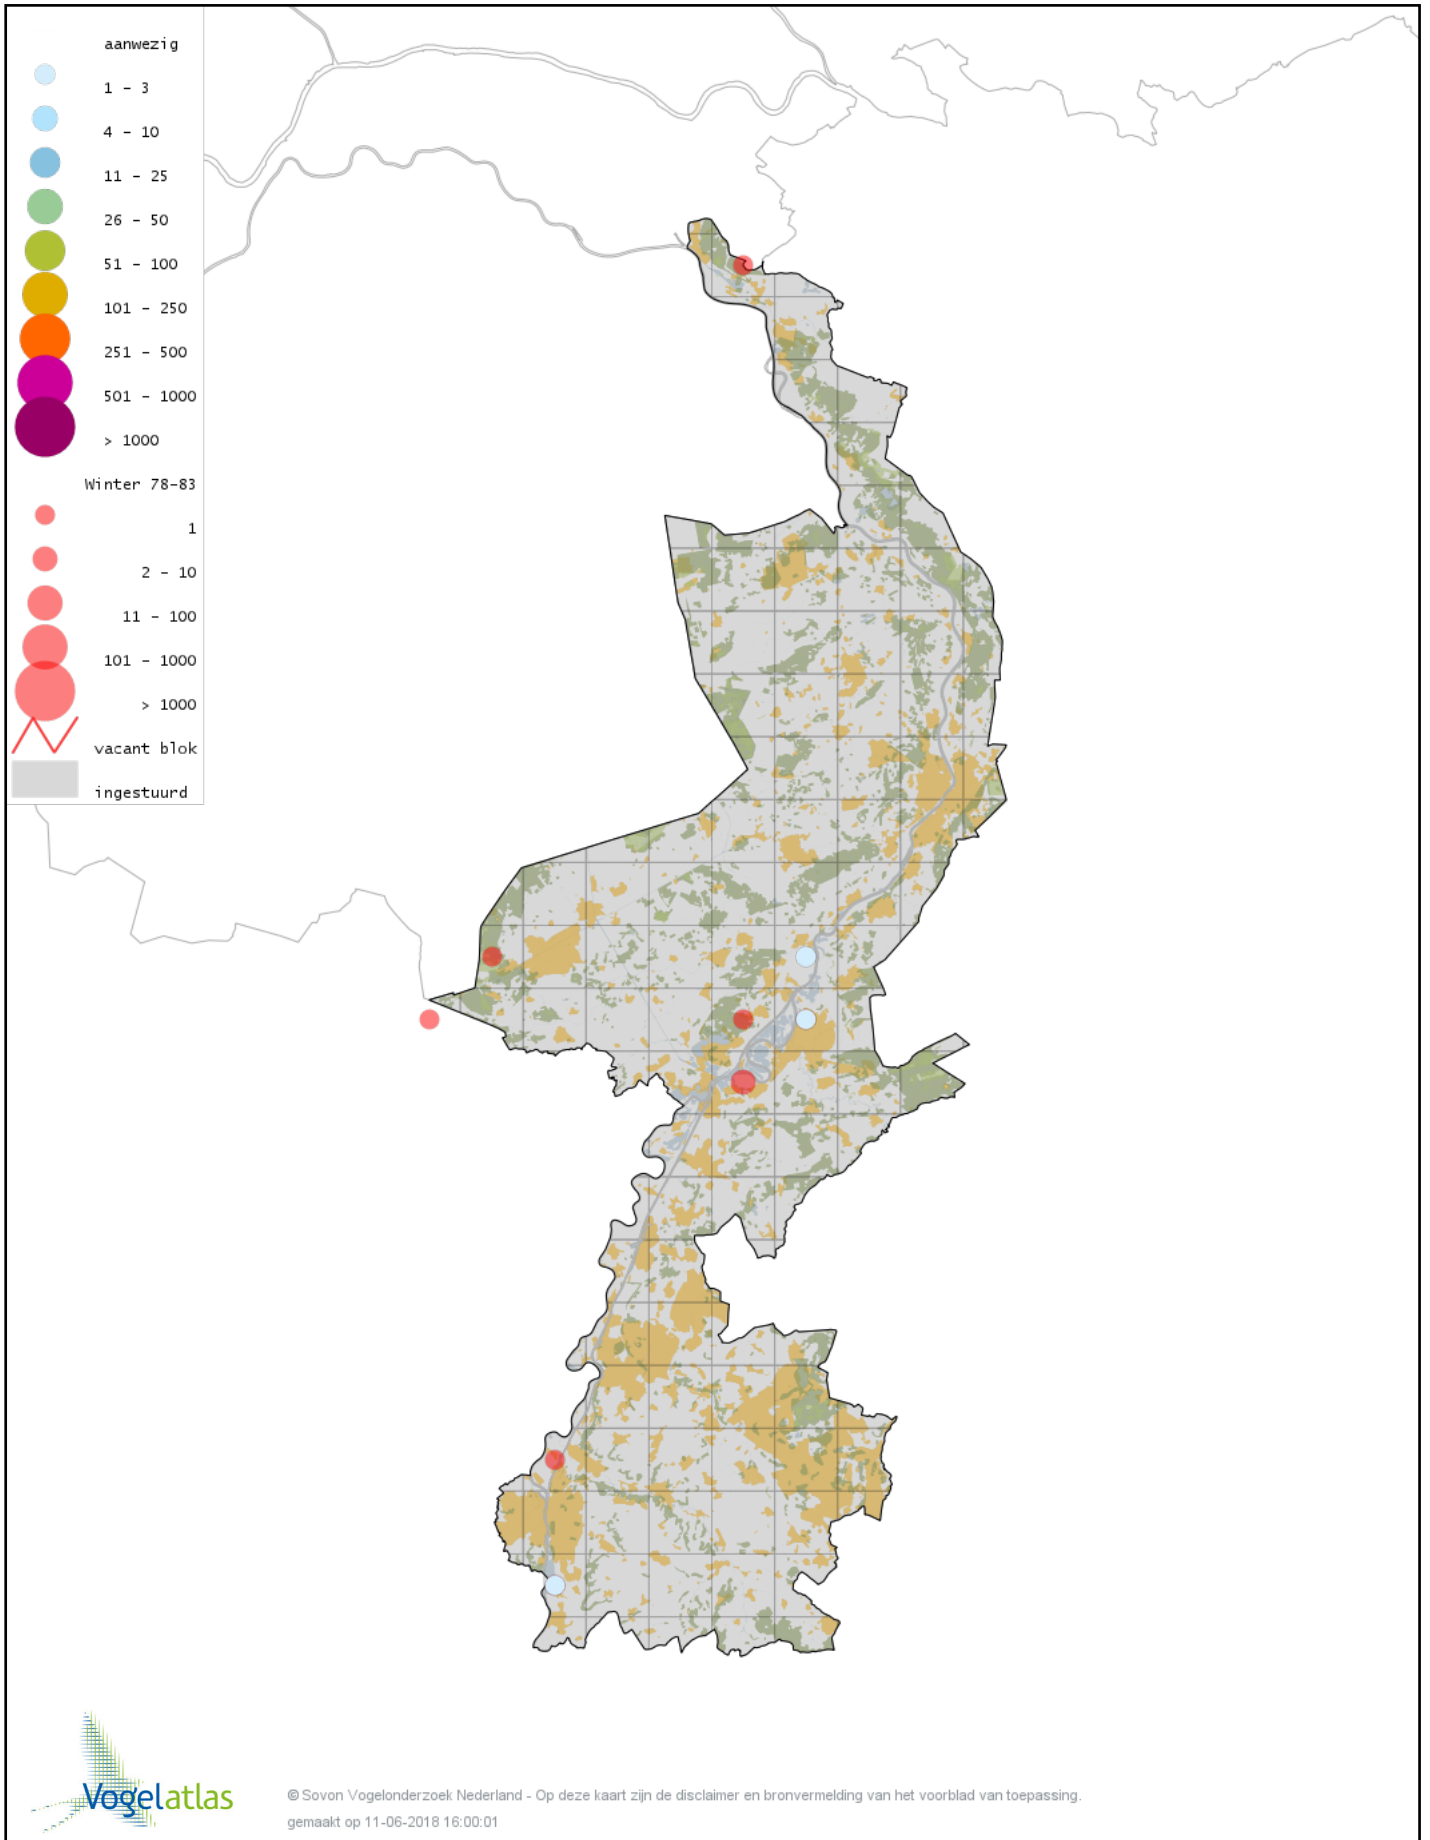 aanwezig
1 - 3
4 - 10
11 - 25
26 - 50
51 - 100
101 - 250
251 - 500
501 - 1000
> 1000
Winter 78-83
1
2 - 10
11 - 100
101 - 1000
> 1000
vacant blok
ingestuurd
Vogelatlas
© Sovon Vogelonderzoek Nederland - Op deze kaart zijn de disclaimer en bronvermelding van het voorblad van toepassing.
gemaakt op 11-06-2018 16:00:01